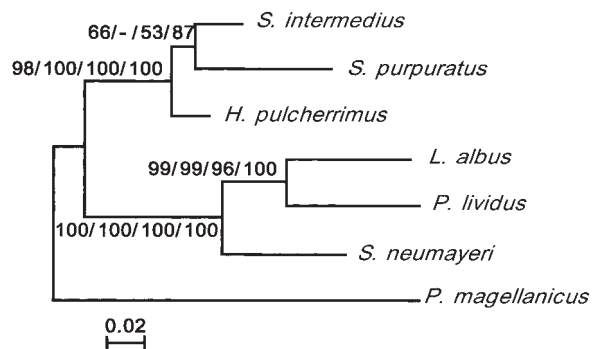 S. intermedius
66/ - / 53/ 87
98/100/100/100
S. purpuratus
H. pulcherrimus
L. albus
99/ 99/ 96/ 100
P. lividus
100/ 100/ 100/ 100
S. neumayeri
P. magellanicus
0.02